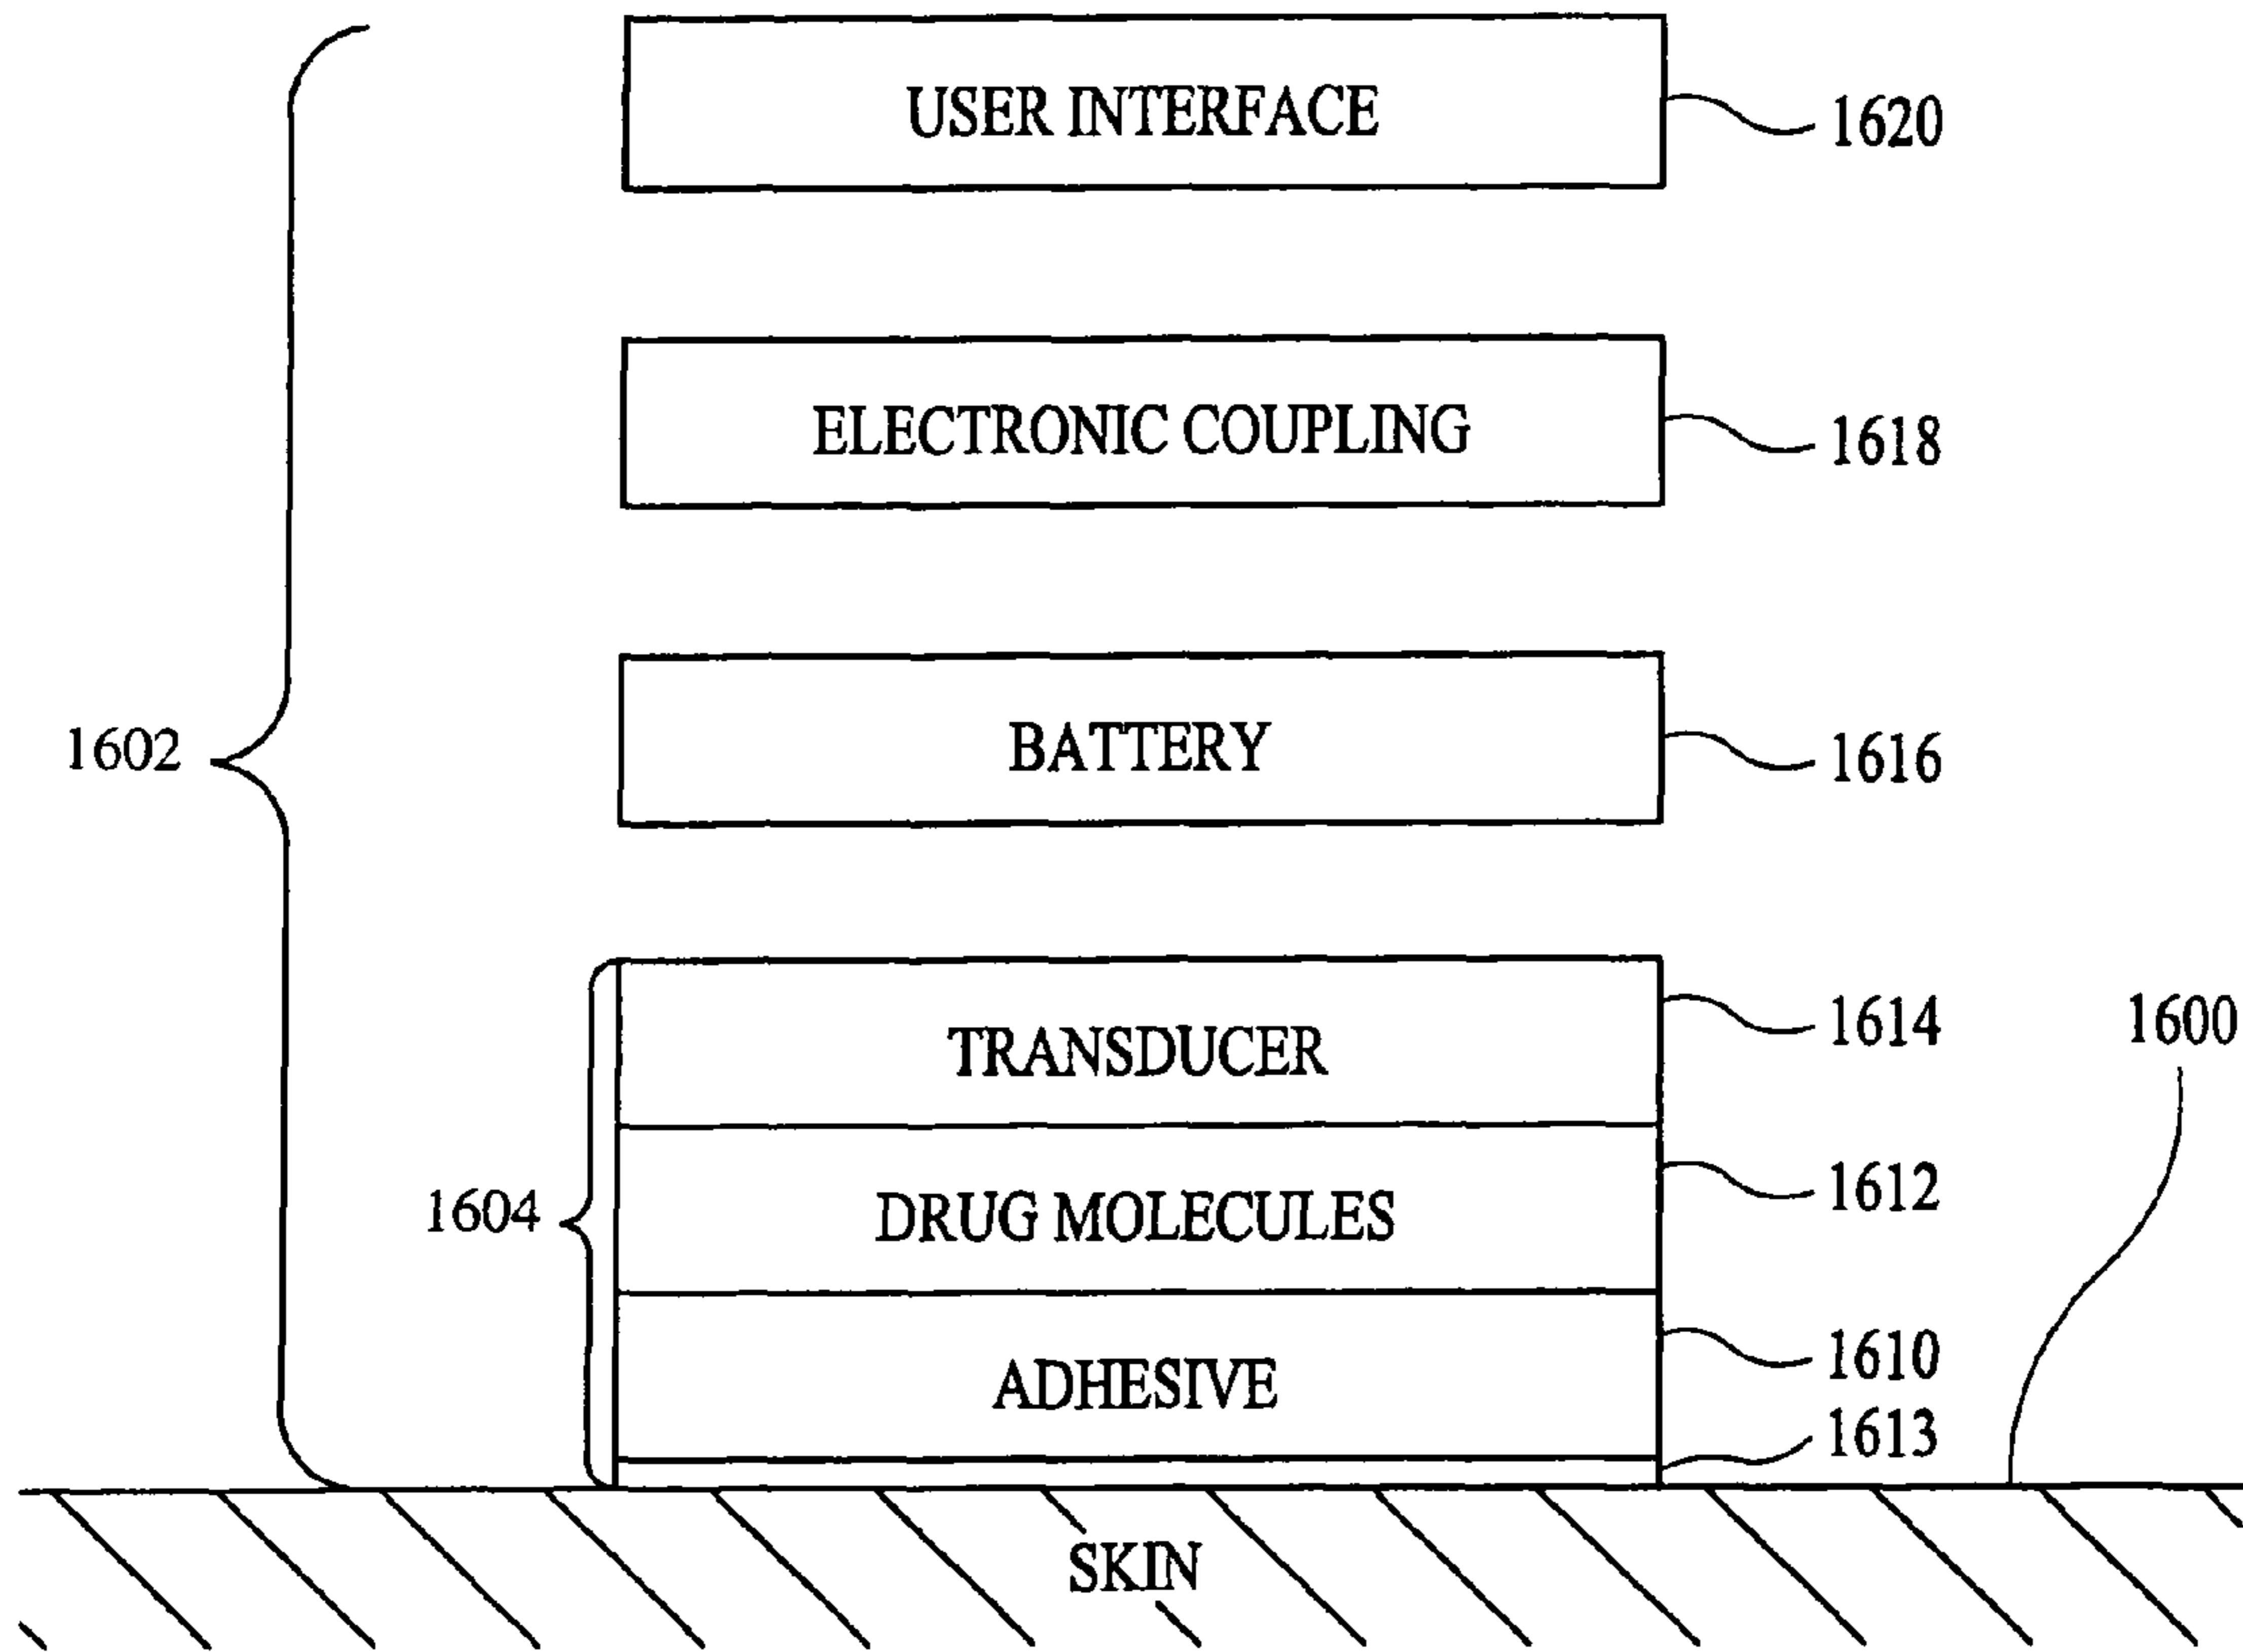 USER INTERFACE
1620
ELECTRONIC COUPLING
1618
1602
BATTERY
1616
TRANSDUCER
1614
1600
1604
DRUG MOLECULES
1612
ADHESIVE
1610
1613
SKIN